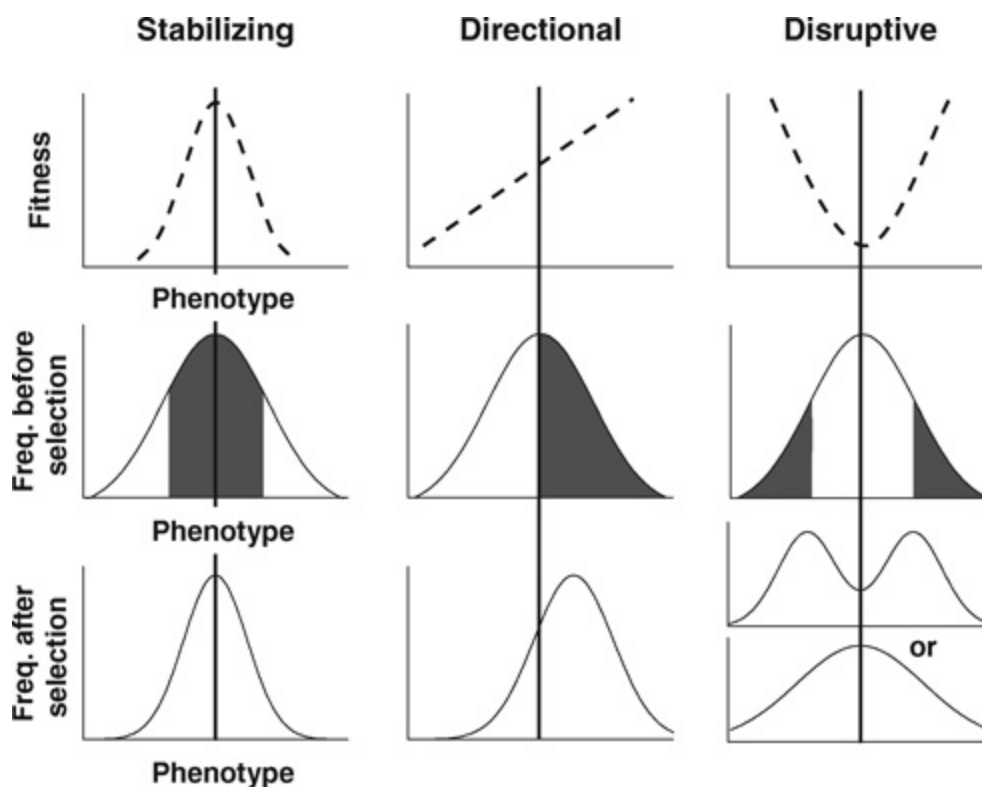 Stabilizing
Directional
Disruptive
Fitness
Phenotype
Freq. before
selection
Phenotype
Freq. after
selection
or
Phenotype